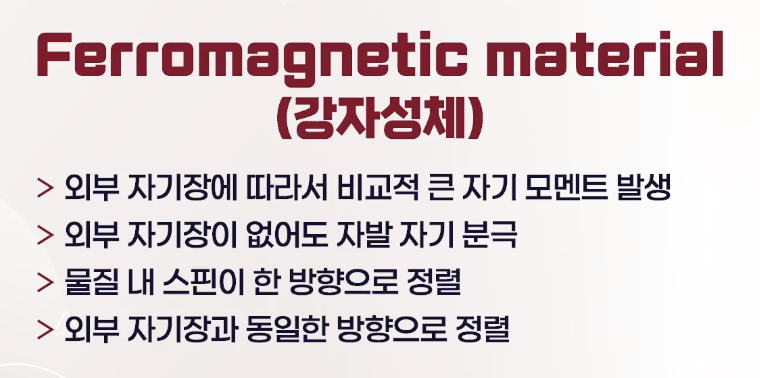 Ferromagnetic material
(강자성체)
> 외부 자기장에 따라서 비교적 큰 자기 모멘트 발생
> 외부 자기장이 없어도 자발 자기 분극
> 물질 내 스핀이 한 방향으로 정렬
> 외부 자기장과 동일한 방향으로 정렬